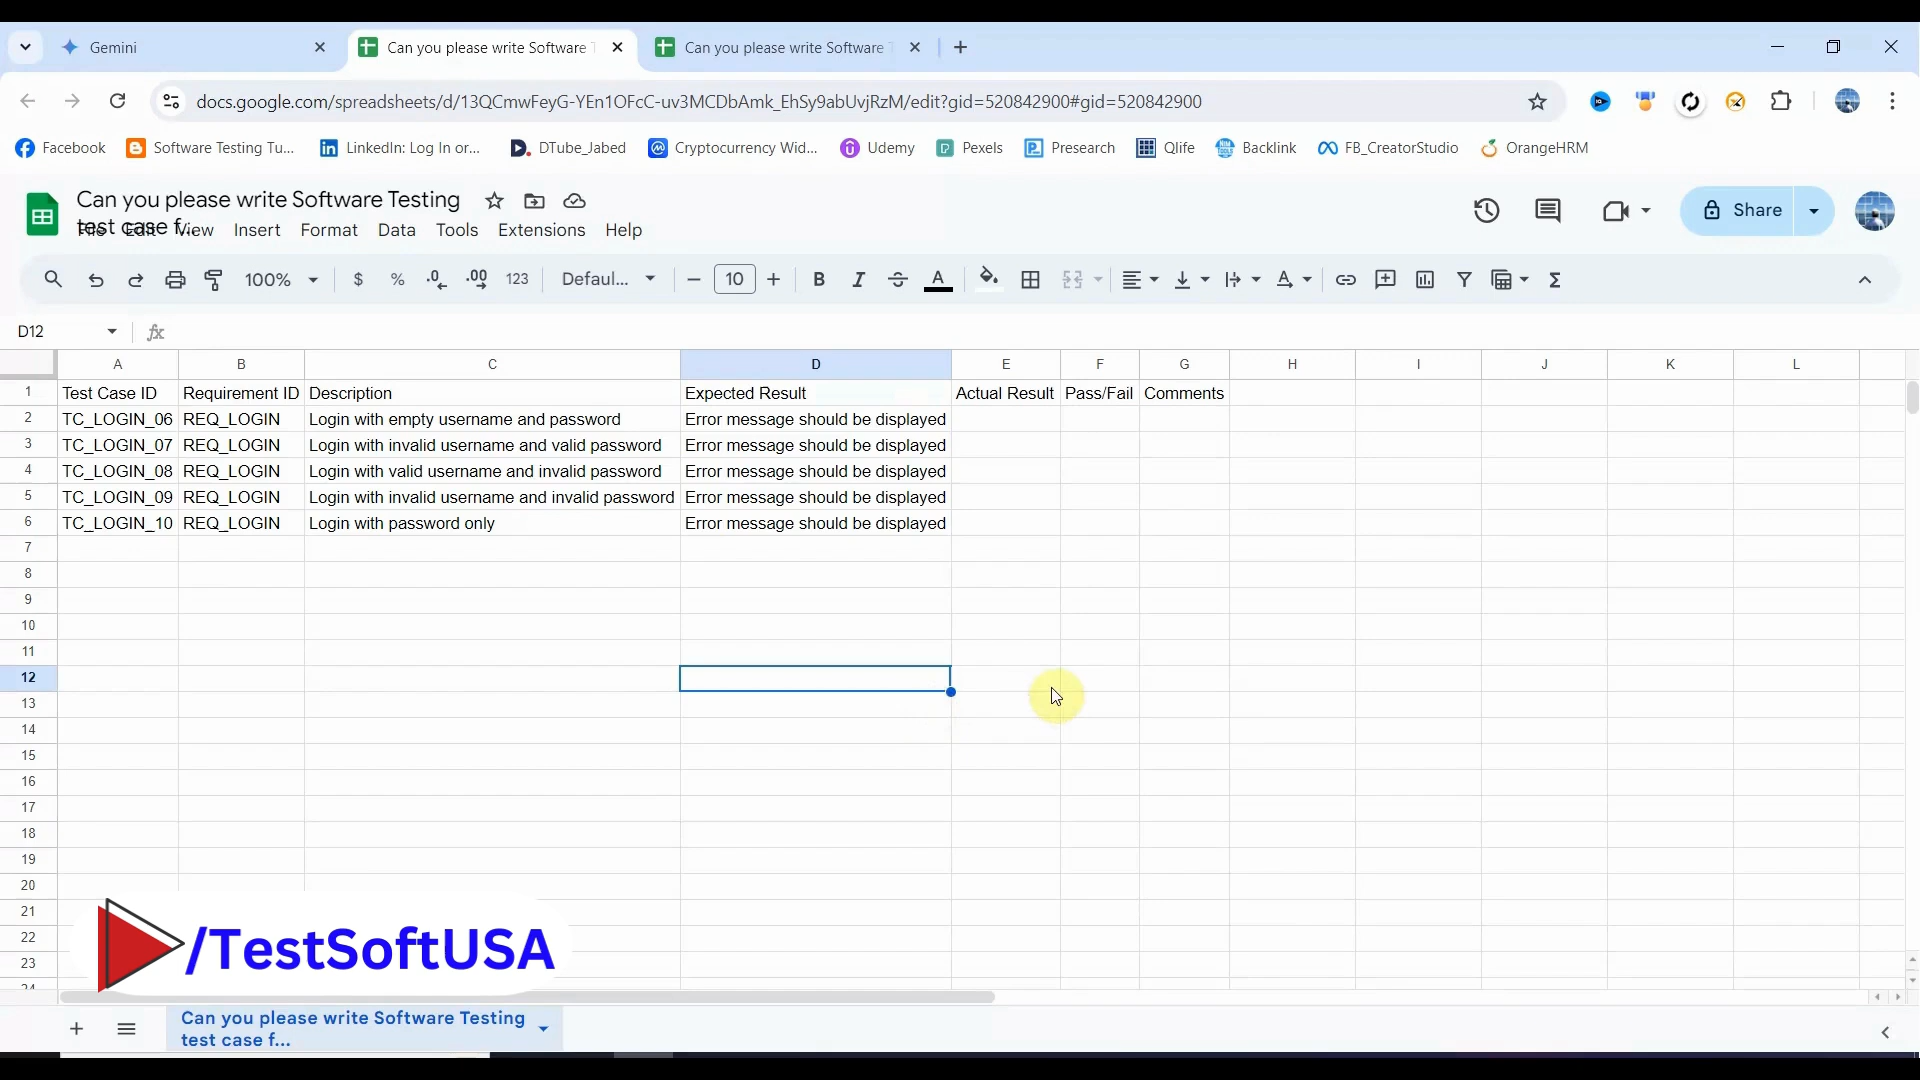 Gemini
Can you please write Software T
Can you please write Software T
docs.google.com/spreadsheets/d/13QCmwFeyG-YEn1OFcC-uv3MCDbAmk_EhSy9abUvjRzM/edit?gid=520842900#gid=520842900
Facebook Software Testing Tu... LinkedIn: Log In or... DTube_Jabed Cryptocurrency Wid... Udemy Pexels Presearch Qlife Backlink FB_CreatorStudio OrangeHRM
Can you please write Software Testing
test case f...
File Edit View Insert Format Data Tools Extensions Help
Share
100% $ % .0 .00 123 Defaul... 10 B I A
D12 fx
A B C D E F G H I J K L
1 Test Case ID Requirement ID Description Expected Result Actual Result Pass/Fail Comments
2 TC_LOGIN_06 REQ_LOGIN Login with empty username and password Error message should be displayed
3 TC_LOGIN_07 REQ_LOGIN Login with invalid username and valid password Error message should be displayed
4 TC_LOGIN_08 REQ_LOGIN Login with valid username and invalid password Error message should be displayed
5 TC_LOGIN_09 REQ_LOGIN Login with invalid username and invalid password Error message should be displayed
6 TC_LOGIN_10 REQ_LOGIN Login with password only Error message should be displayed
7
8
9
10
11
12
13
14
15
16
17
18
19
20
21
22
23
24
/TestSoftUSA
Can you please write Software Testing
test case f...